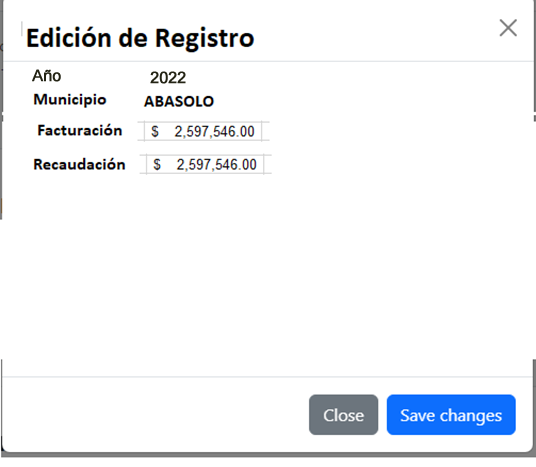 Edición de Registro
Año 2022
Municipio ABASOLO
Facturación $ 2,597,546.00
Recaudación $ 2,597,546.00
Close Save changes